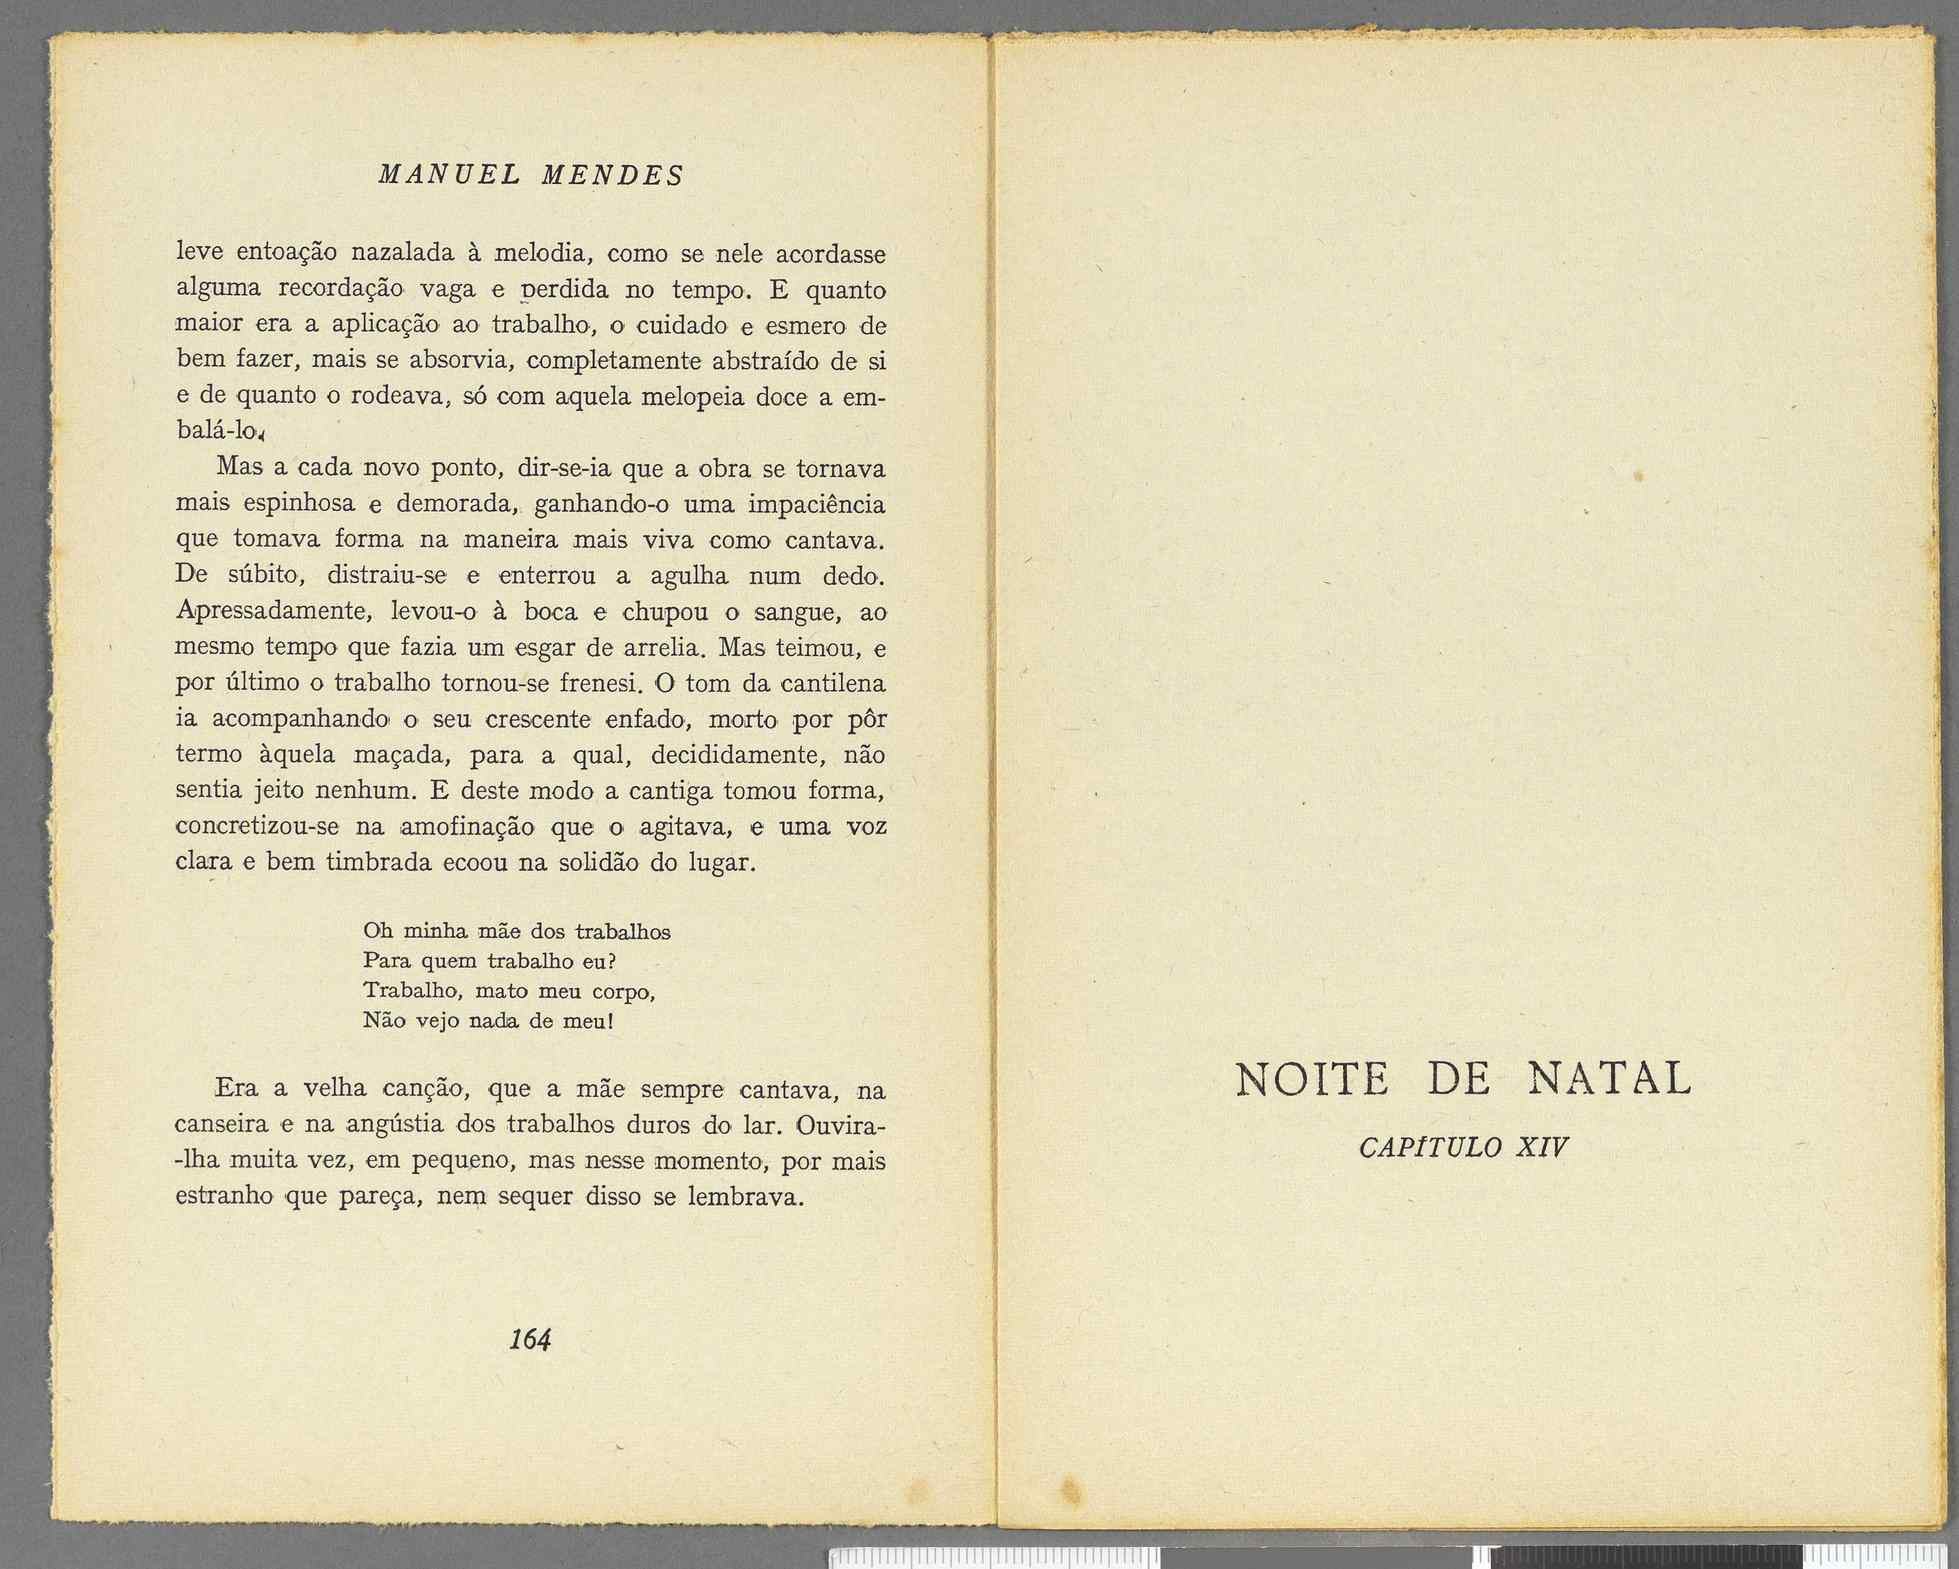 MANUEL MENDES
leve entoação nazalada à melodia, como se nele acordasse
alguma recordação vaga e perdida no tempo. E quanto
maior era a aplicação ao trabalho, o cuidado e esmero de
bem fazer, mais se absorvia, completamente abstraído de si
e de quanto o rodeava, só com aquela melopeia doce a em-
balá-lo.
Mas a cada novo ponto, dir-se-ia que a obra se tornava
mais espinhosa e demorada, ganhando-o uma impaciência
que tomava forma na maneira mais viva como cantava.
De súbito, distraiu-se e enterrou a agulha num dedo.
Apressadamente, levou-o à boca e chupou o sangue, ao
mesmo tempo que fazia um esgar de arrelia. Mas teimou, e
por último o trabalho tornou-se frenesi. O tom da cantilena
ia acompanhando o seu crescente enfado, morto por pôr
termo àquela maçada, para a qual, decididamente, não
sentia jeito nenhum. E deste modo a cantiga tomou forma,
concretizou-se na amofinação que o agitava, e uma voz
clara e bem timbrada ecoou na solidão do lugar.
Oh minha mãe dos trabalhos
Para quem trabalho eu?
Trabalho, mato meu corpo,
Não vejo nada de meu!
Era a velha canção, que a mãe sempre cantava, na
canseira e na angústia dos trabalhos duros do lar. Ouvira-
-lha muita vez, em pequeno, mas nesse momento, por mais
estranho que pareça, nem sequer disso se lembrava.
164
NOITE DE NATAL
CAPÍTULO XIV